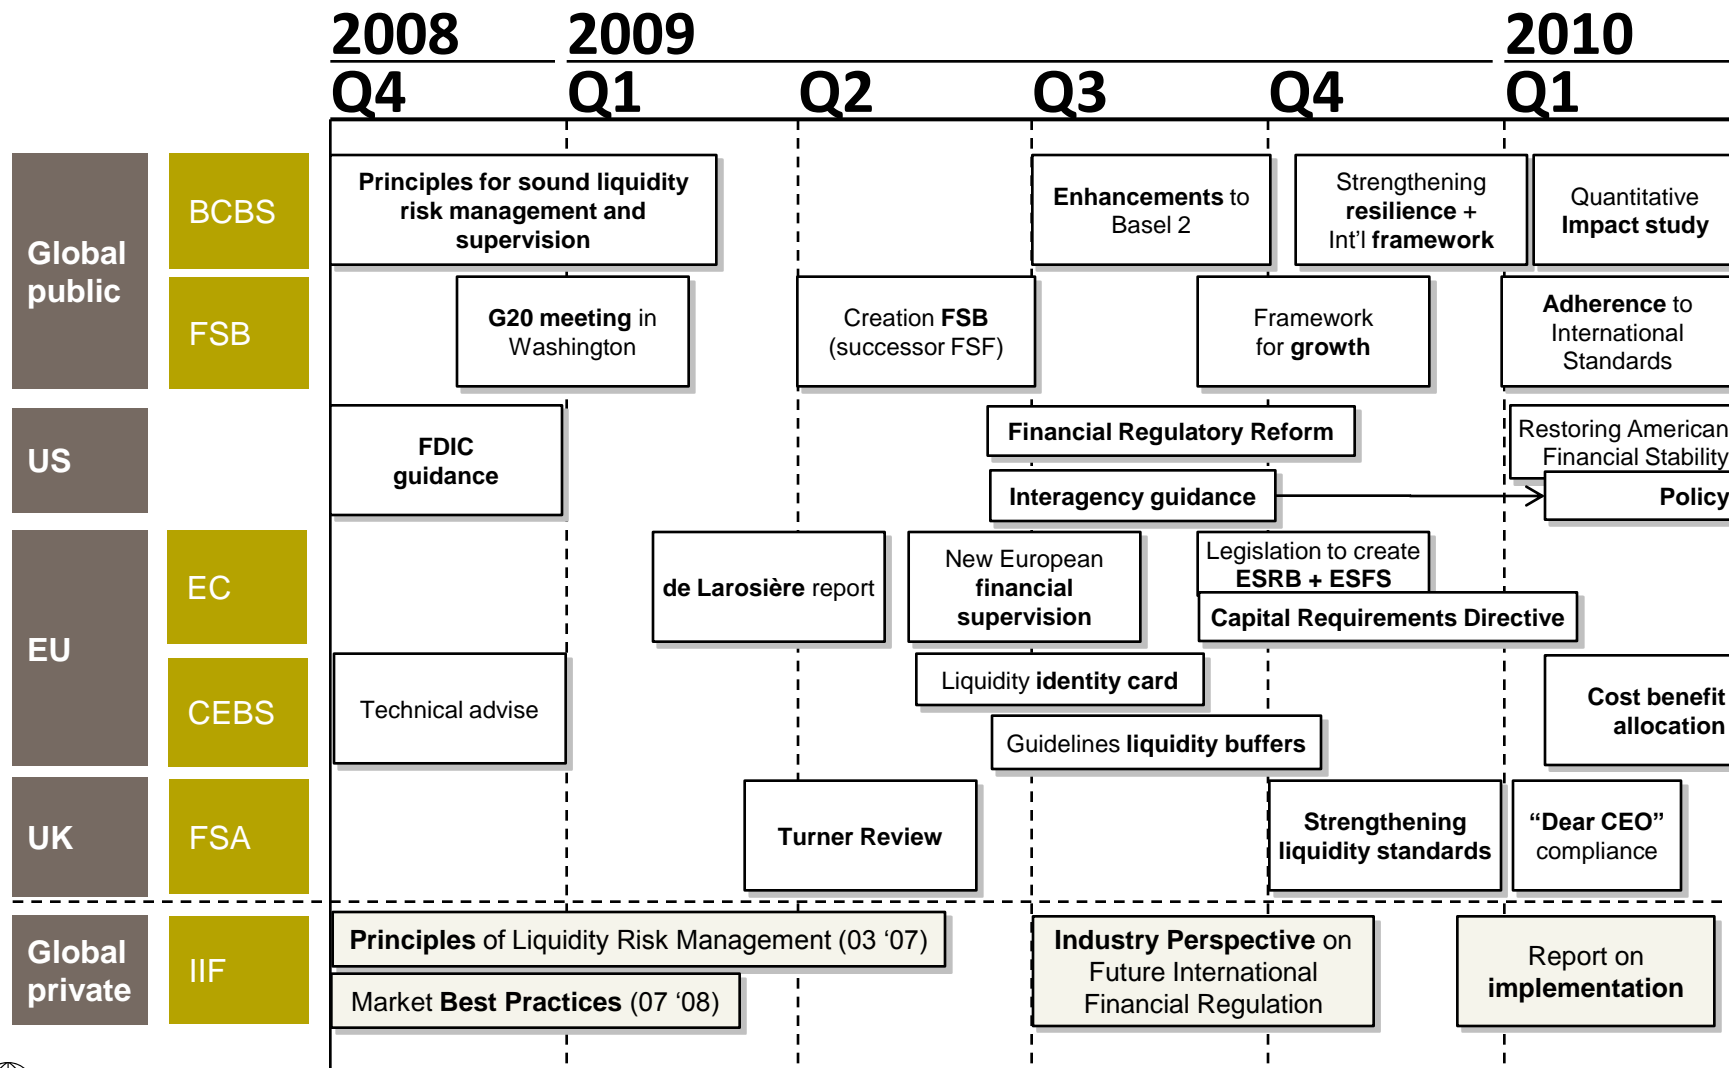 2008 2009 2010
Q4 Q1 Q2 Q3 Q4 Q1
Global
public
BCBS
Principles for sound liquidity
risk management and
supervision
Enhancements to
Basel 2
Strengthening
resilience +
Int'l framework
Quantitative
Impact study
FSB
G20 meeting in
Washington
Creation FSB
(successor FSF)
Framework
for growth
Adherence to
International
Standards
US
FDIC
guidance
Financial Regulatory Reform
Interagency guidance
Restoring American
Financial Stability
Policy
EU
EC
de Larosière report
New European
financial
supervision
Legislation to create
ESRB + ESFS
Capital Requirements Directive
CEBS
Technical advise
Liquidity identity card
Guidelines liquidity buffers
Cost benefit
allocation
UK
FSA
Turner Review
Strengthening
liquidity standards
“Dear CEO”
compliance
Global
private
IIF
Principles of Liquidity Risk Management (03 ‘07)
Market Best Practices (07 ‘08)
Industry Perspective on
Future International
Financial Regulation
Report on
implementation